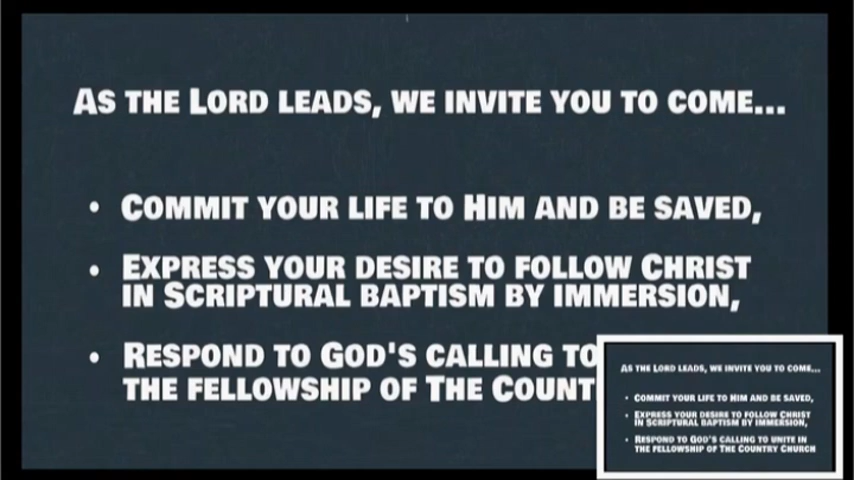 As the Lord leads, we invite you to come...
• Commit your life to Him and be saved,
• Express your desire to follow Christ
in Scriptural baptism by immersion,
• Respond to God's calling to
the fellowship of The Count
As the Lord leads, we invite you to come...
• Commit your life to Him and be saved,
• Express your desire to follow Christ
in Scriptural baptism by immersion,
• Respond to God's calling to unite in
the fellowship of The Country Church